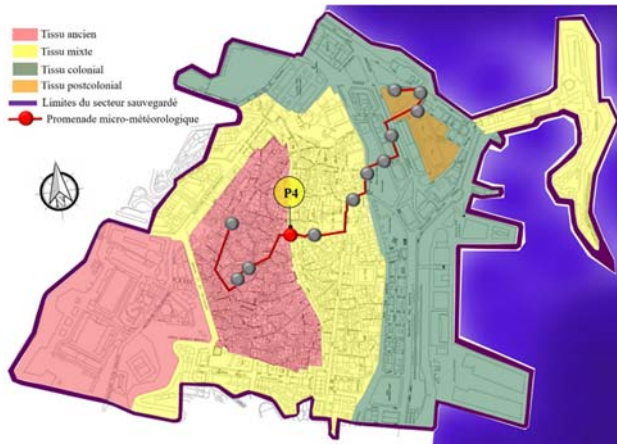 Tissu ancien
Tissu mixte
Tissu colonial
Tissu postcolonial
Limites du secteur sauvegardé
Promenade micro-météorologique
P4